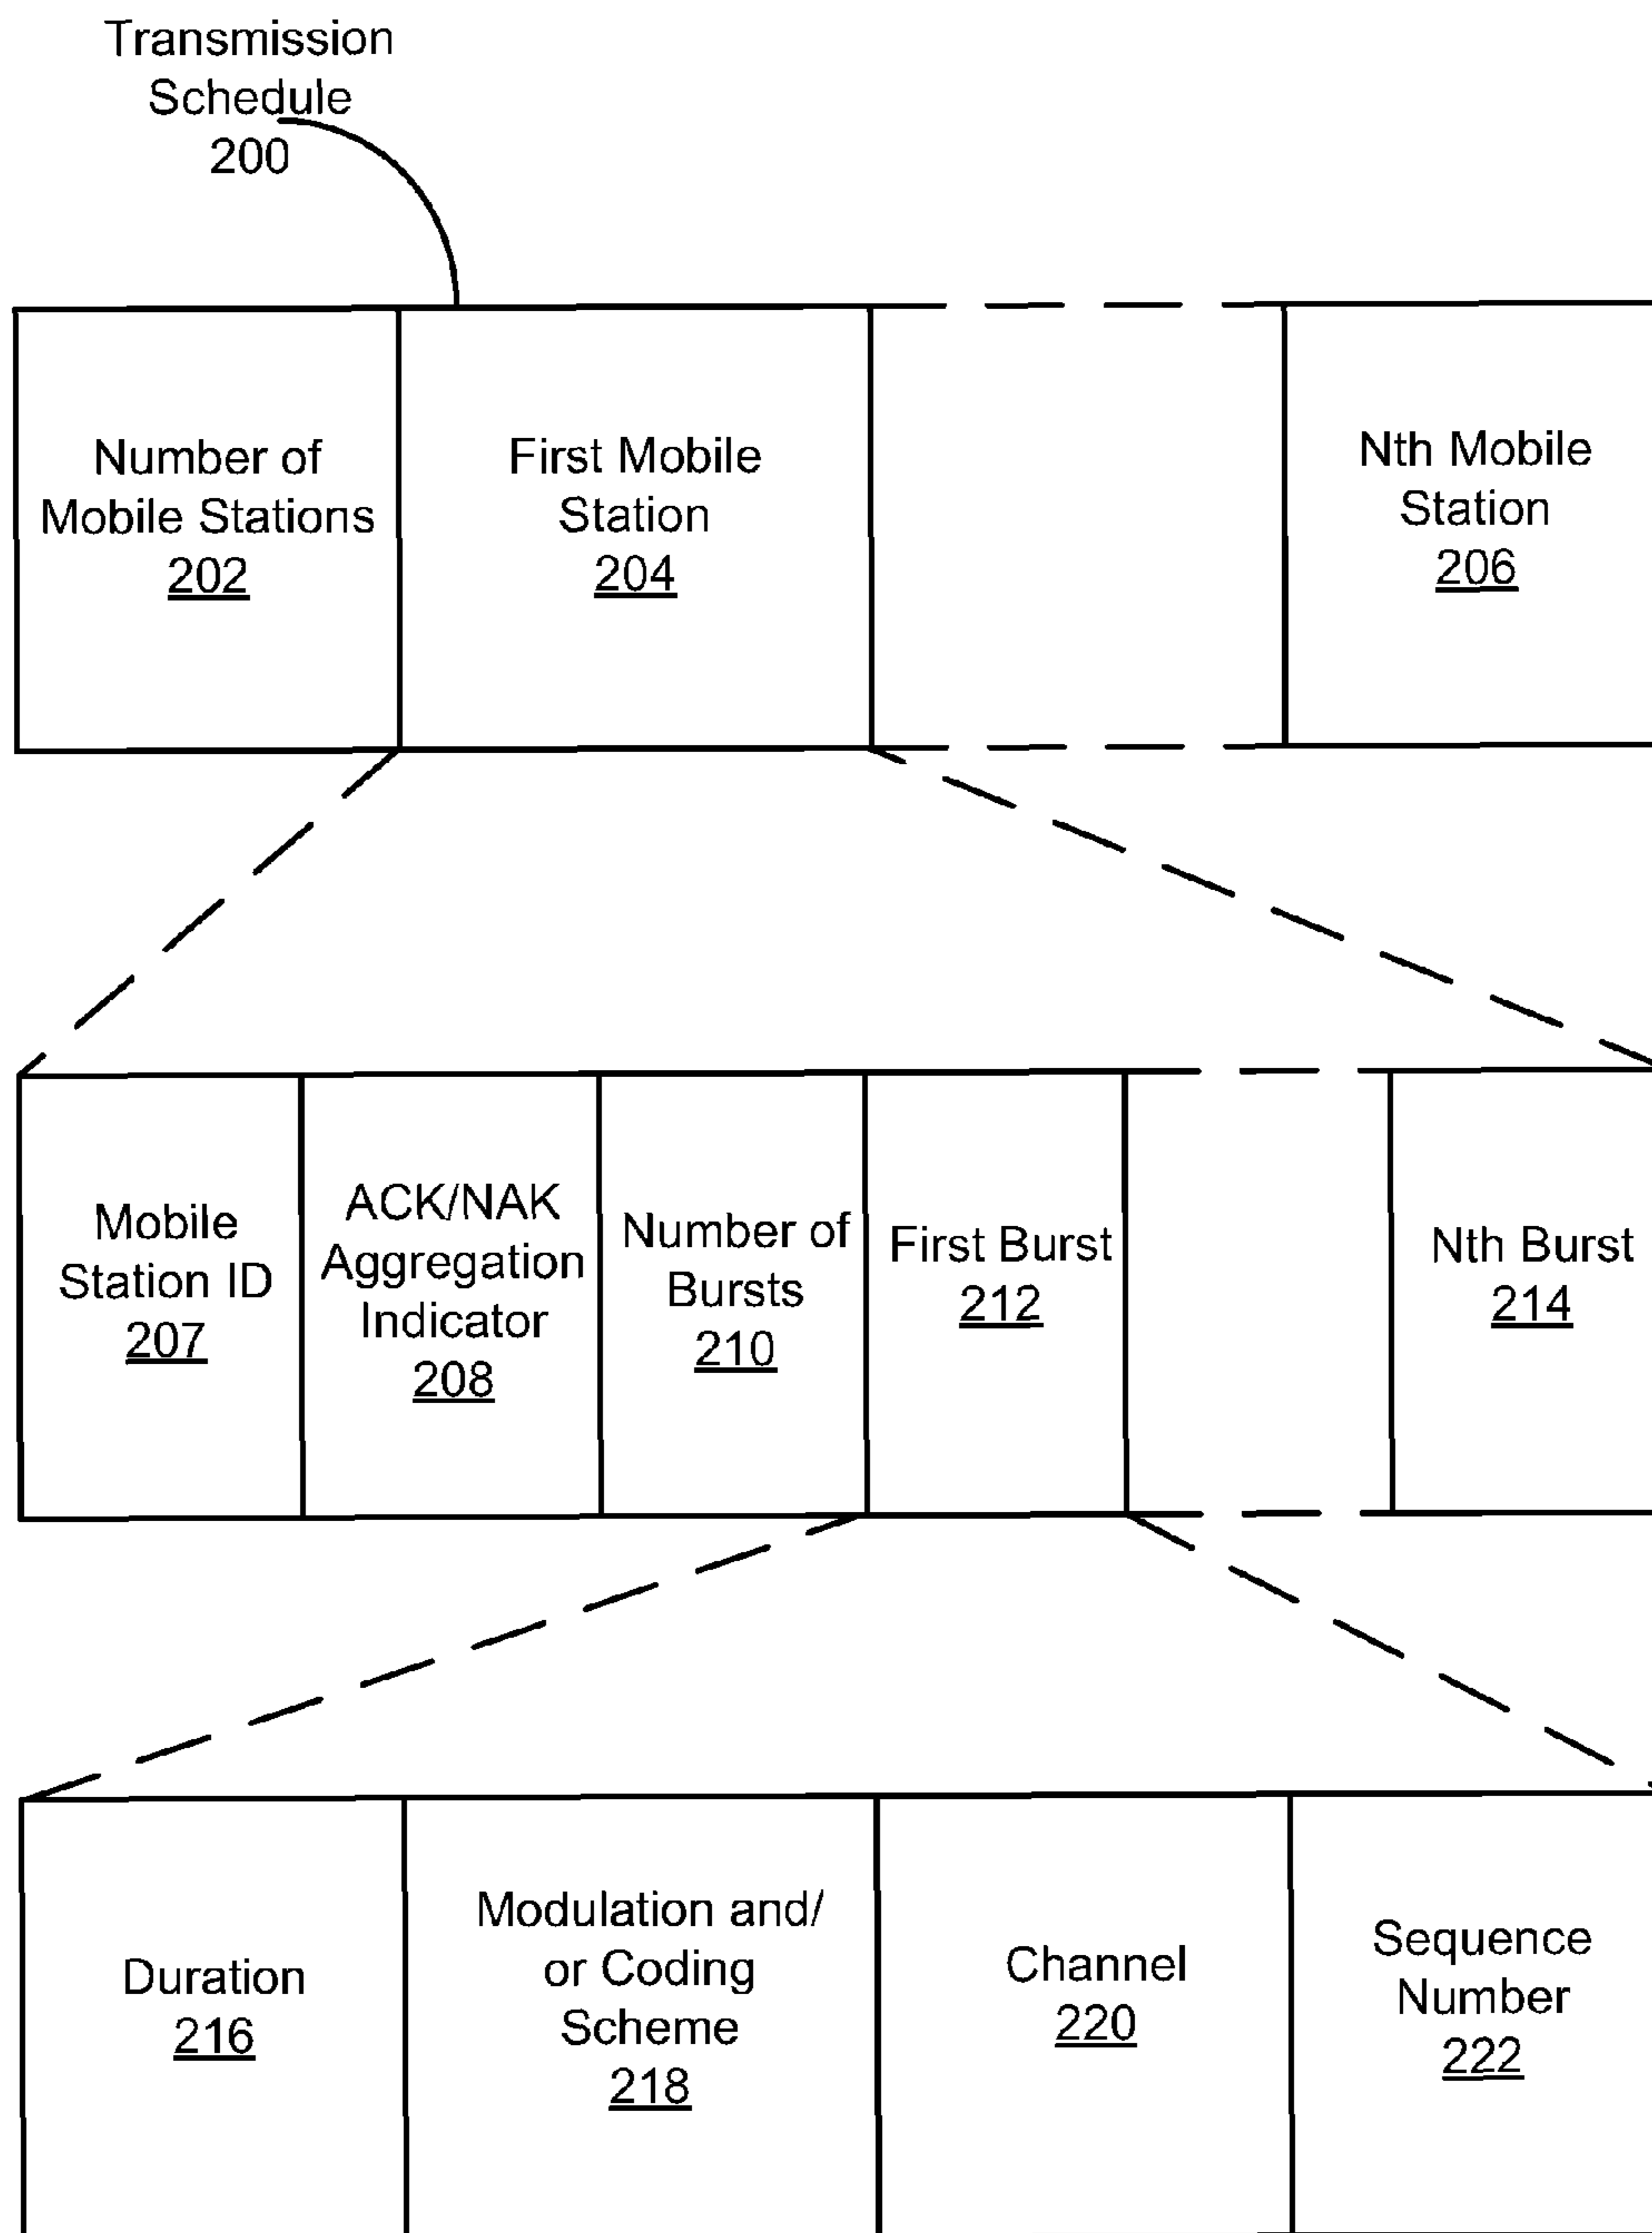 Transmission
Schedule
200
Number of
Mobile Stations
202
First Mobile
Station
204
Nth Mobile
Station
206
Mobile
Station ID
207
ACK/NAK
Aggregation
Indicator
208
Number of
Bursts
210
First Burst
212
Nth Burst
214
Duration
216
Modulation and/
or Coding
Scheme
218
Channel
220
Sequence
Number
222